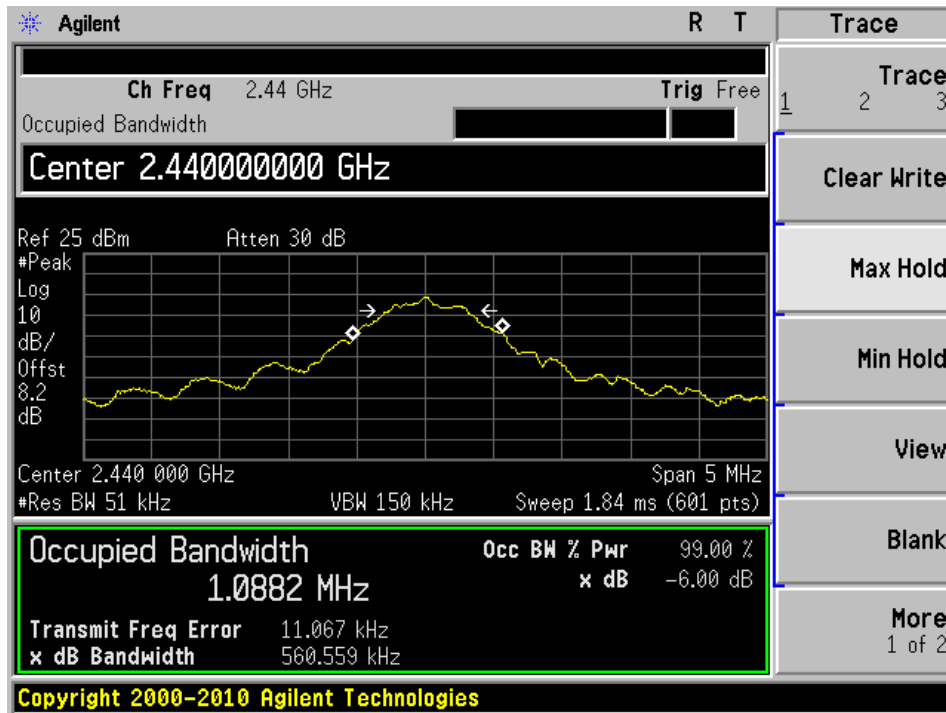 Agilent R T
Ch Freq 2.44 GHz Trig Free
Occupied Bandwidth
Center 2.440000000 GHz
Ref 25 dBm Atten 30 dB
#Peak
Log
10
dB/
Offst
8.2
dB
Center 2.440 000 GHz Span 5 MHz
#Res BW 51 kHz VBW 150 kHz Sweep 1.84 ms (601 pts)
Occupied Bandwidth Occ BW % Pwr 99.00 %
1.0882 MHz x dB -6.00 dB
Transmit Freq Error 11.067 kHz
x dB Bandwidth 560.559 kHz
Copyright 2000-2010 Agilent Technologies
Trace
Trace
1 2 3
Clear Write
Max Hold
Min Hold
View
Blank
More
1 of 2